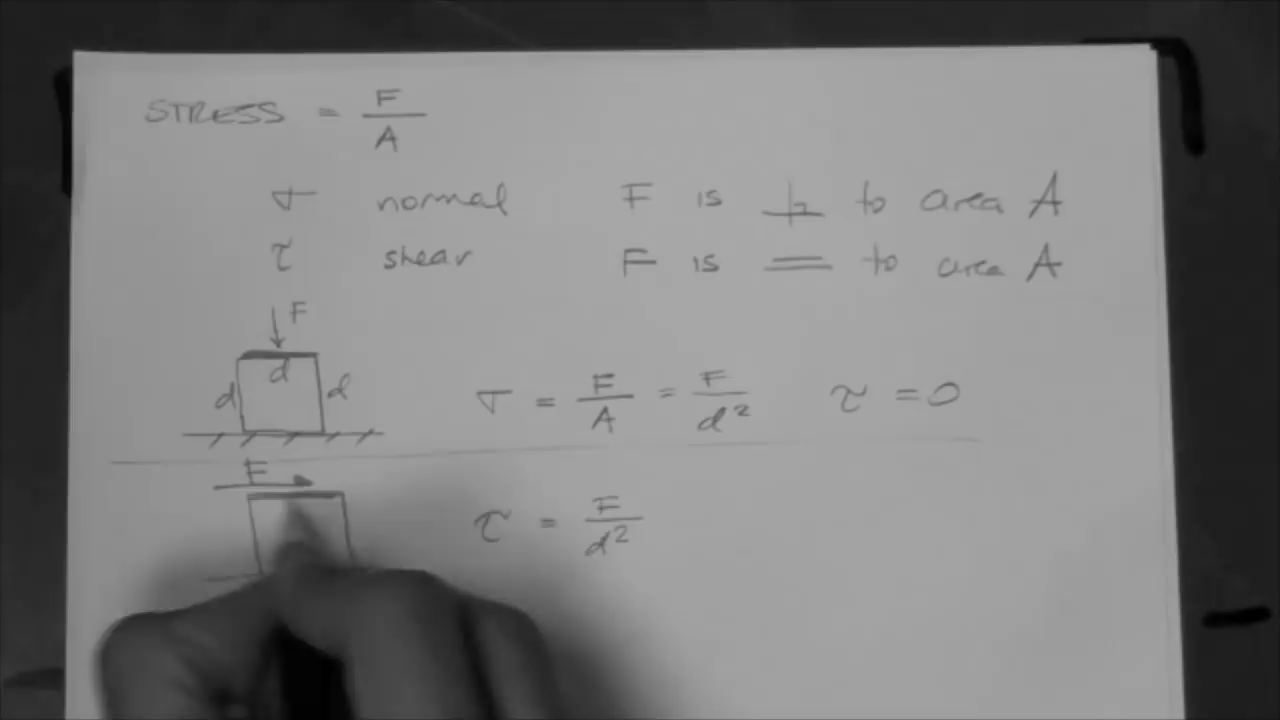 STRESS = F/A
σ normal F is ⊥ to area A
τ shear F is = to area A
F
d
d d
σ = F/A = F/d² τ = 0
F
τ = F/d²